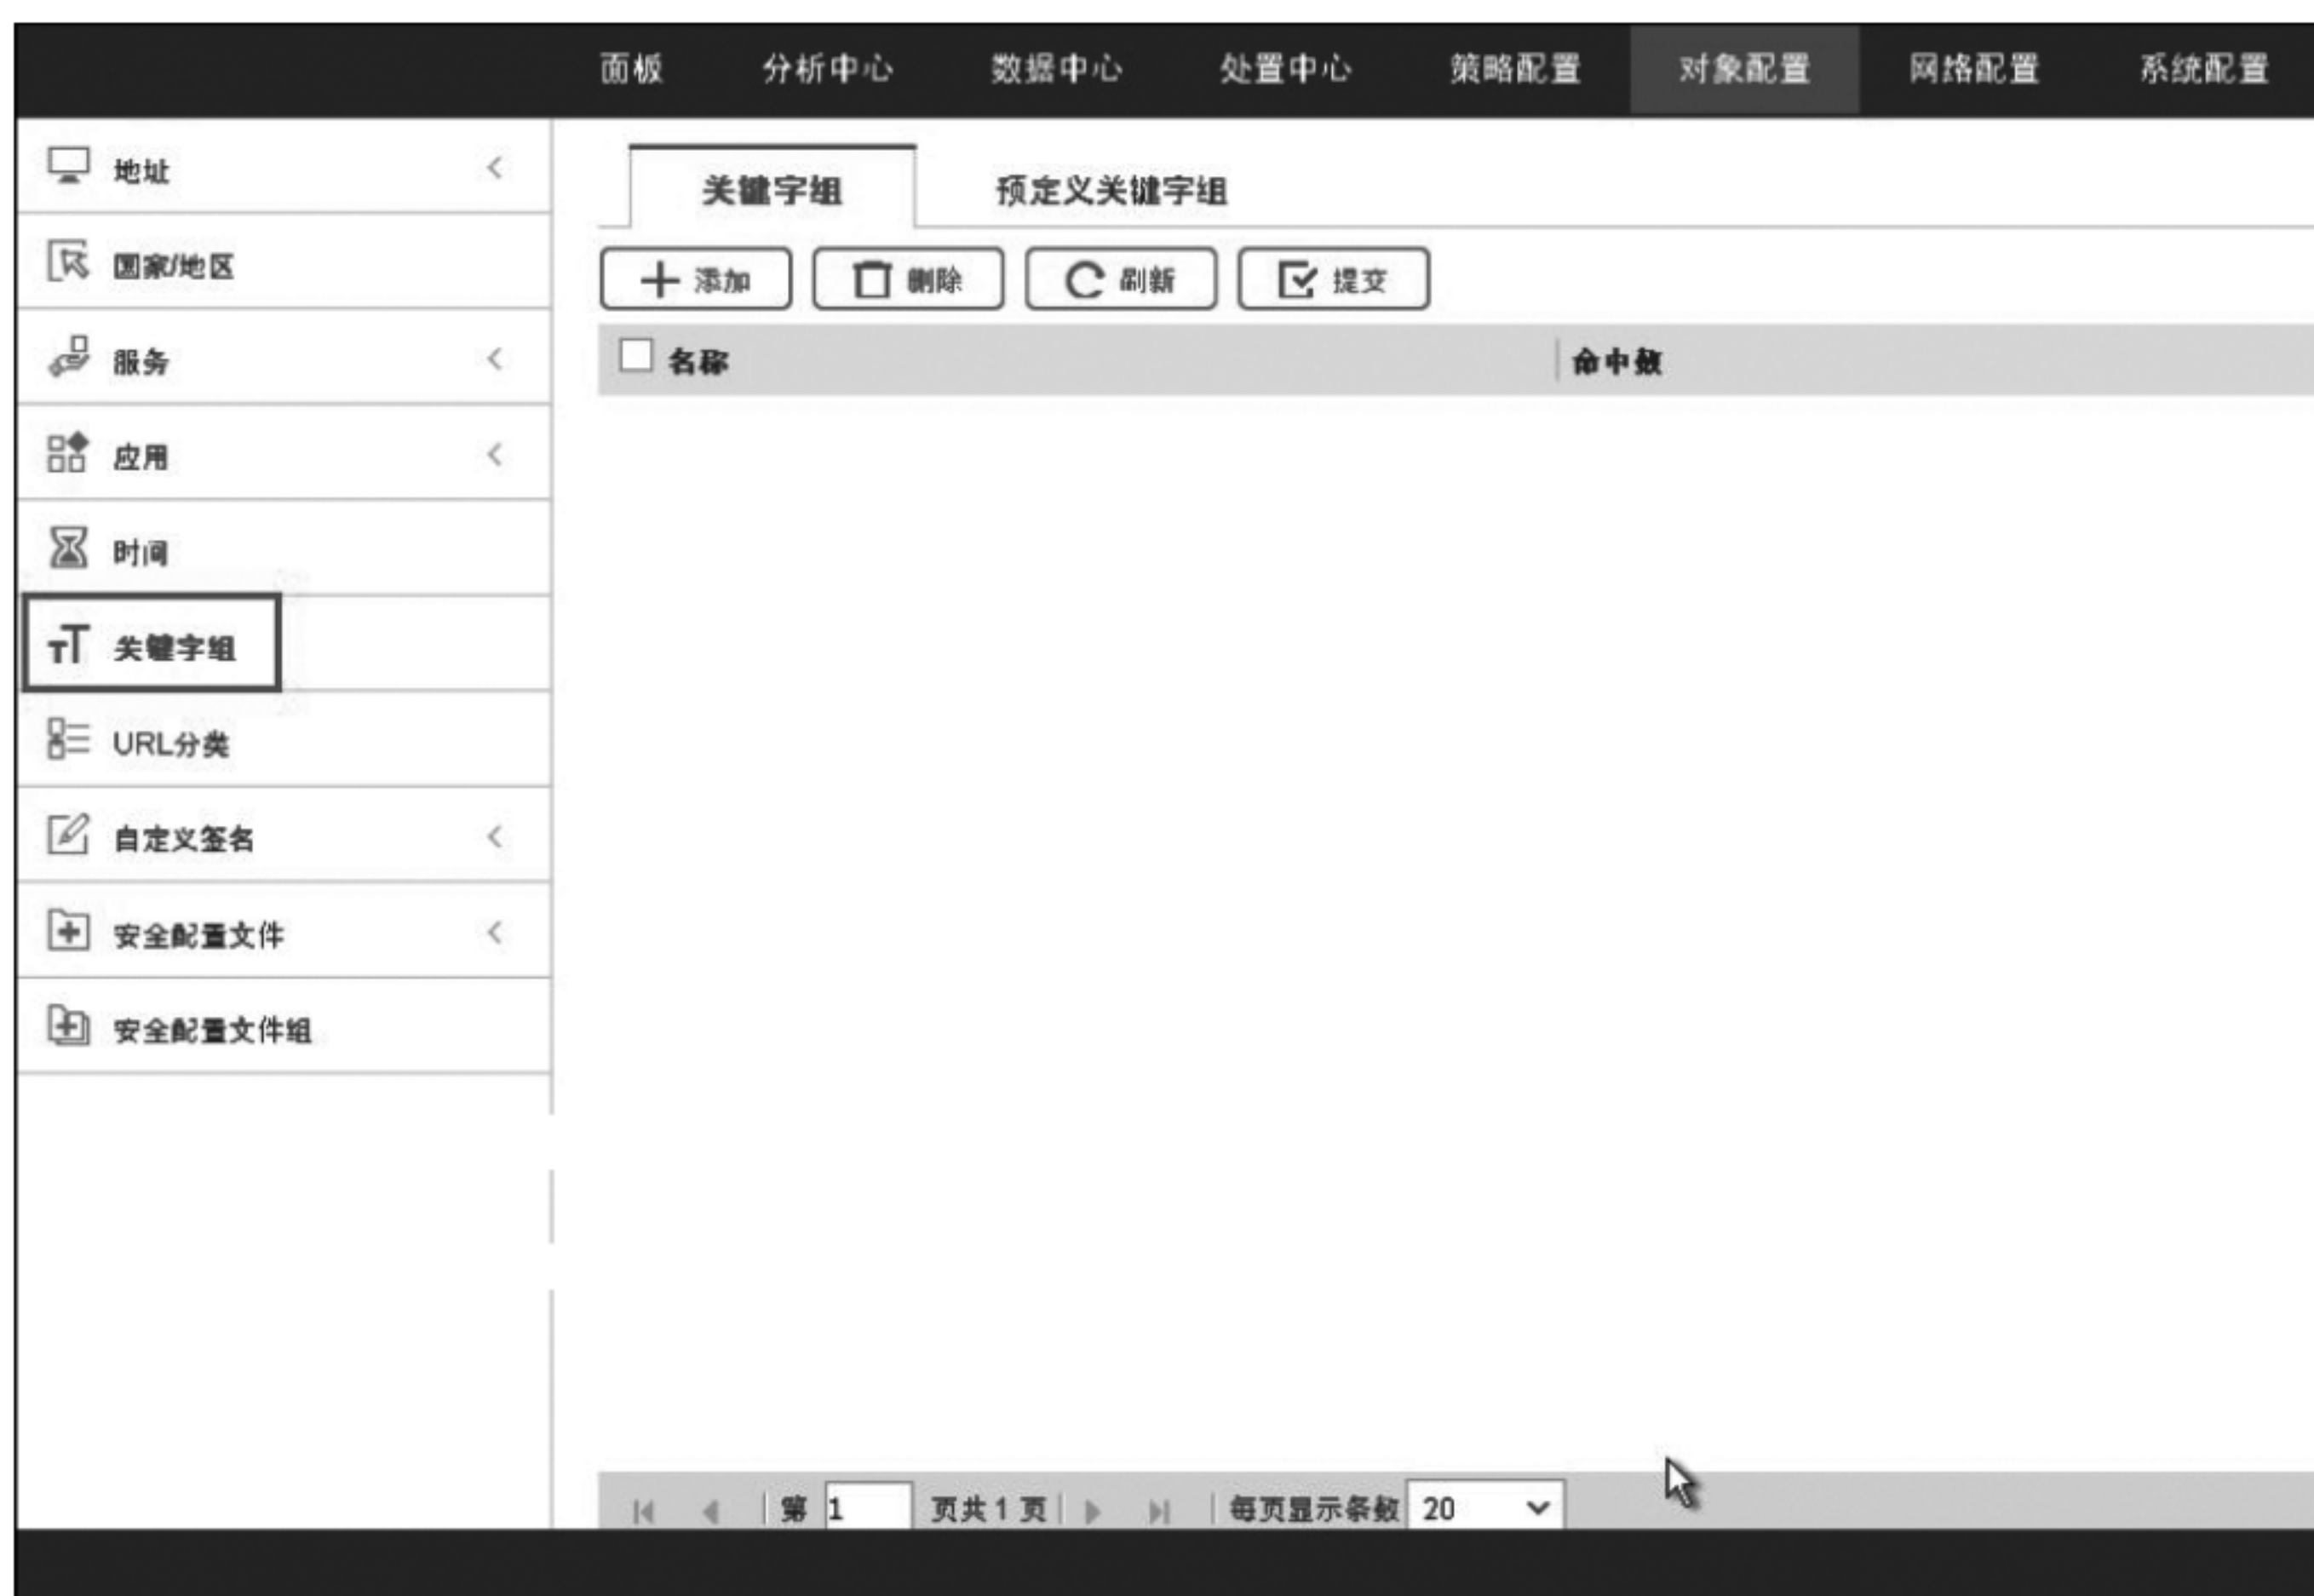 面板 分析中心 数据中心 处置中心 策略配置 对象配置 网络配置 系统配置
地址
国家/地区
服务
应用
时间
关键字组
URL分类
自定义签名
安全配置文件
安全配置文件组
关键字组 预定义关键字组
添加 删除 刷新 提交
名称 命中数
第 1 页共 1 页 每页显示条数 20